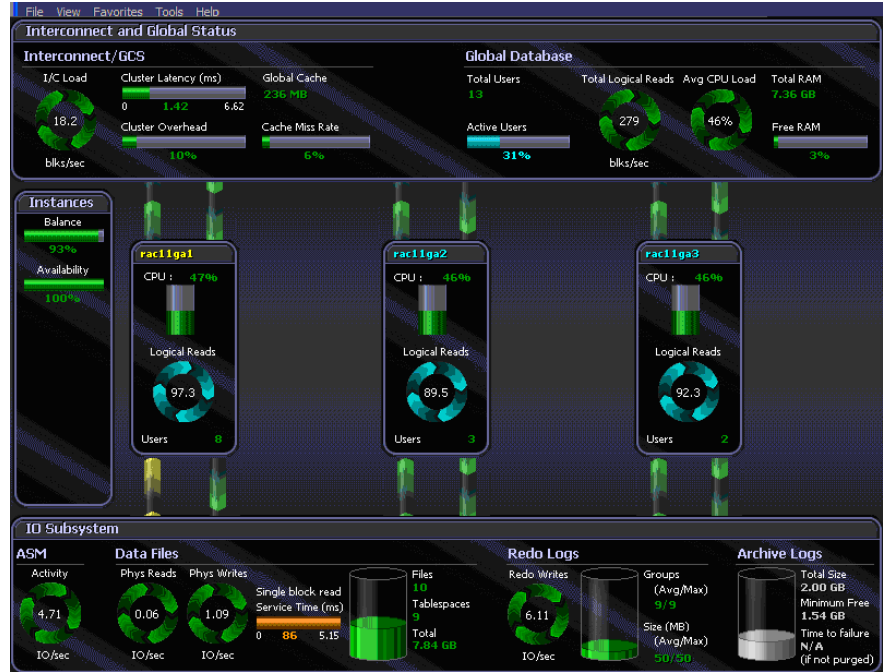 File View Favorites Tools Help
Interconnect and Global Status
Interconnect/GCS
I/C Load
18.2
blks/sec
Cluster Latency (ms)
0 1.42 6.62
Cluster Overhead
10%
Global Cache
236 MB
Cache Miss Rate
6%
Global Database
Total Users
13
Active Users
31%
Total Logical Reads
279
blks/sec
Avg CPU Load
46%
Total RAM
7.36 GB
Free RAM
3%
Instances
Balance
93%
Availability
100%
rac11ga1
CPU : 47%
Logical Reads
97.3
Users 8
rac11ga2
CPU : 46%
Logical Reads
89.5
Users 3
rac11ga3
CPU : 46%
Logical Reads
92.3
Users 2
IO Subsystem
ASM
Activity
4.71
IO/sec
Data Files
Phys Reads
0.06
IO/sec
Phys Writes
1.09
IO/sec
Single block read
Service Time (ms)
0 86 5.15
Files
10
Tablespaces
9
Total
7.84 GB
Redo Logs
Redo Writes
6.11
IO/sec
Groups
(Avg/Max)
9/9
Size (MB)
(Avg/Max)
50/50
Archive Logs
Total Size
2.00 GB
Minimum Free
1.54 GB
Time to failure
N/A
(if not purged)